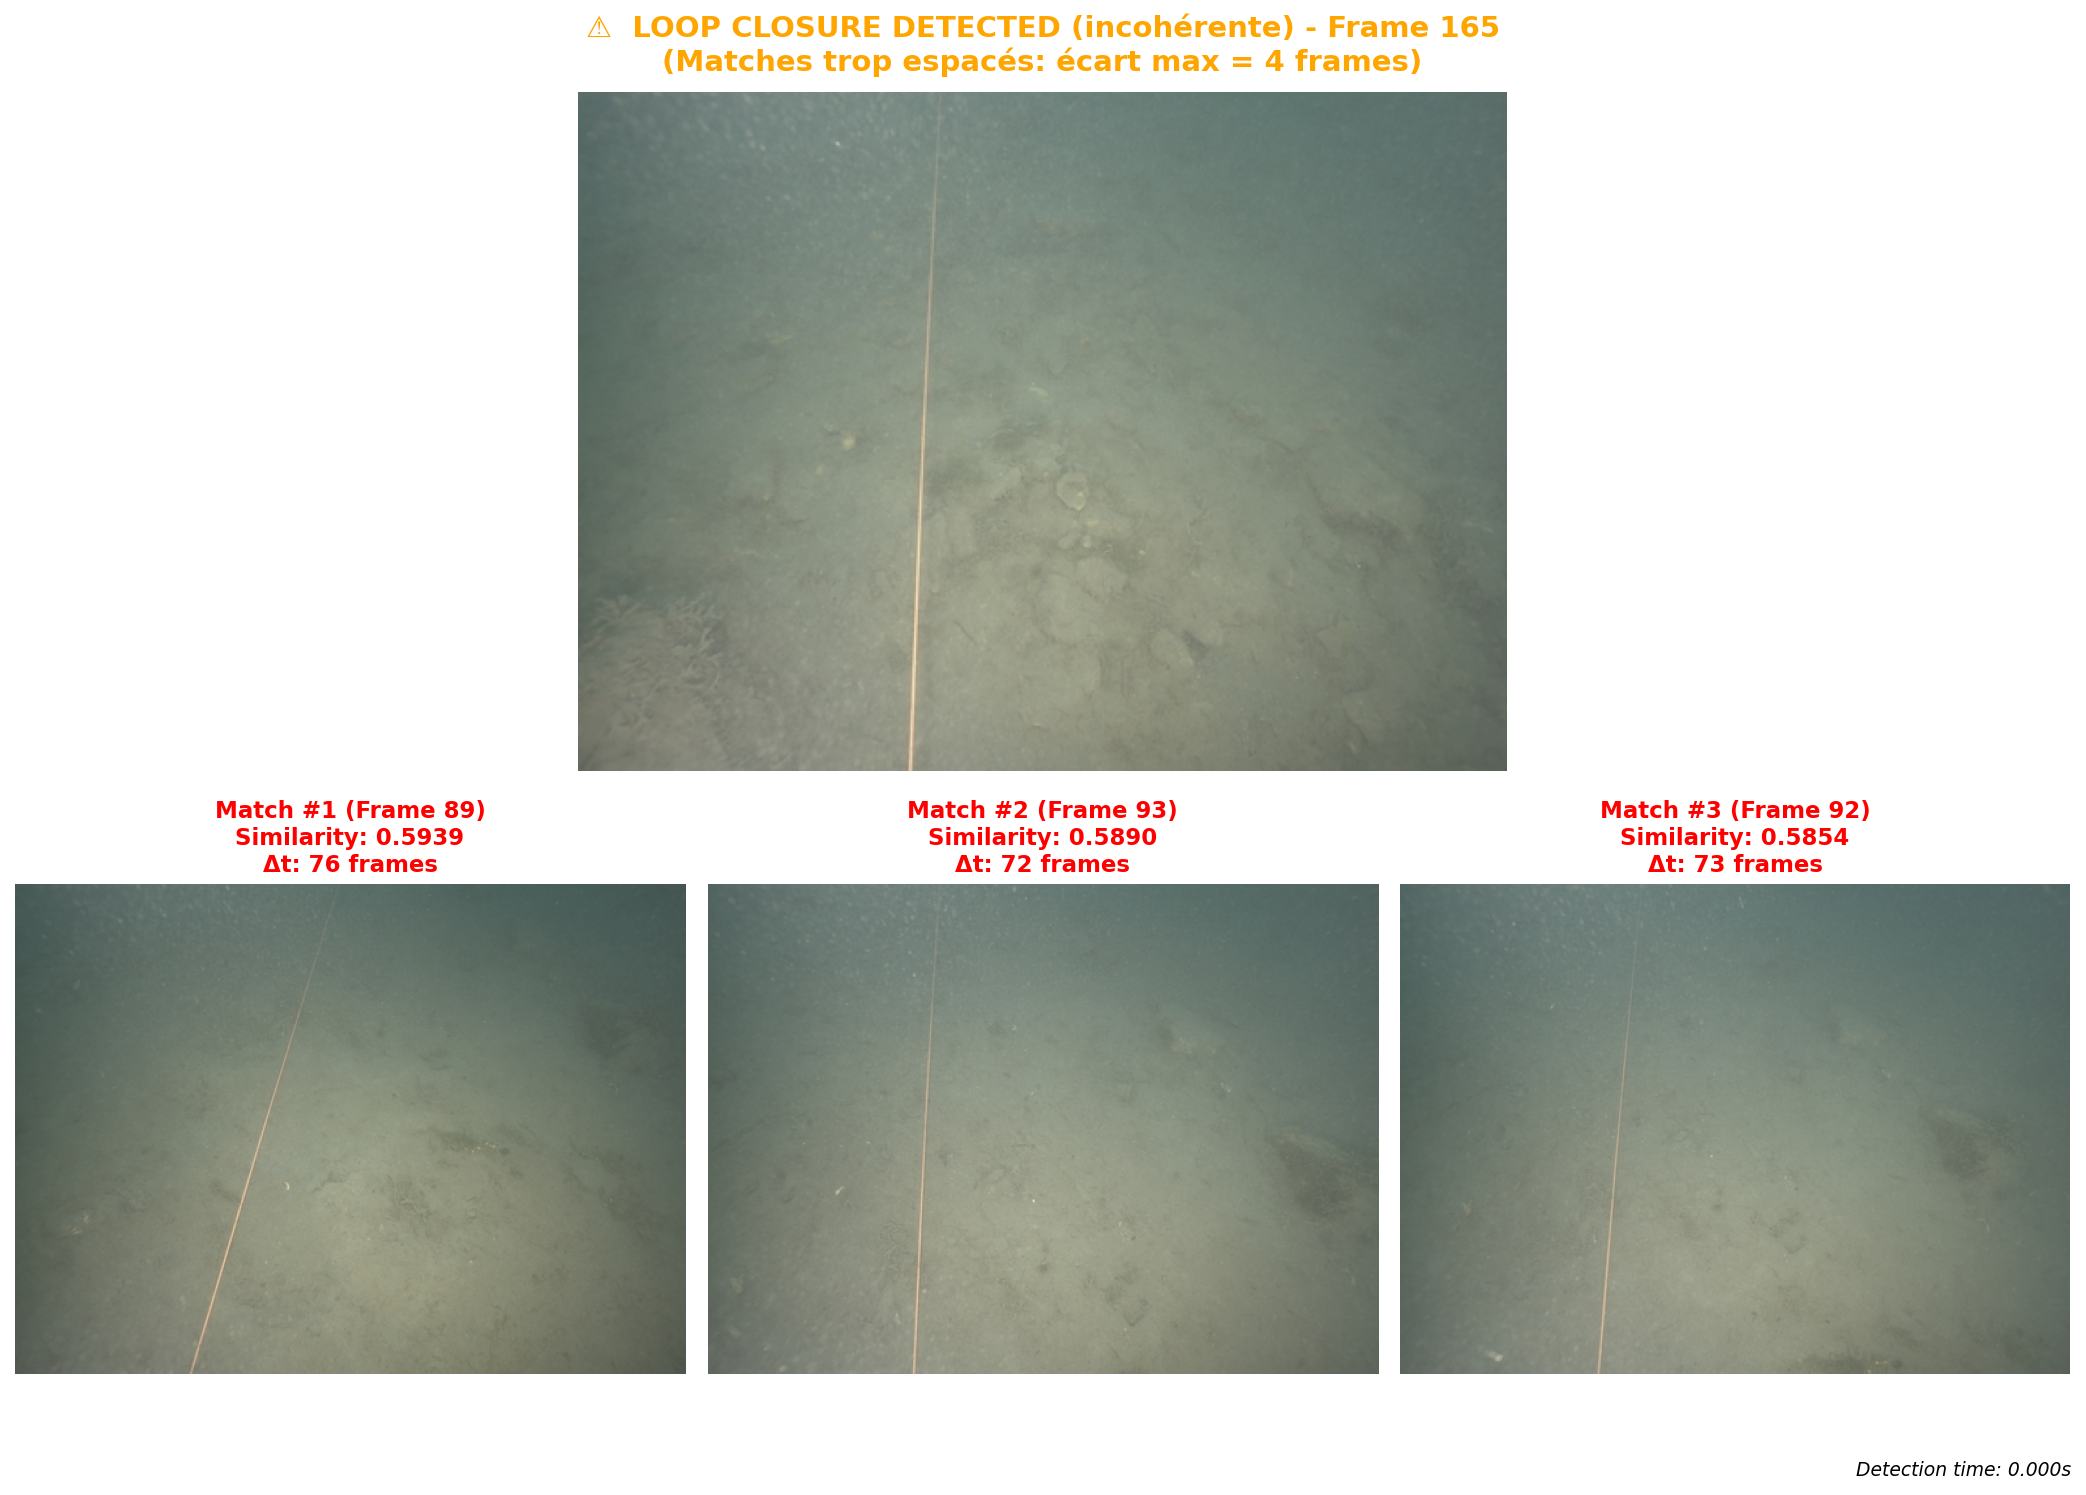 ⚠ LOOP CLOSURE DETECTED (incohérente) - Frame 165
(Matches trop espacés: écart max = 4 frames)
Match #1 (Frame 89)
Similarity: 0.5939
Δt: 76 frames
Match #2 (Frame 93)
Similarity: 0.5890
Δt: 72 frames
Match #3 (Frame 92)
Similarity: 0.5854
Δt: 73 frames
Detection time: 0.000s